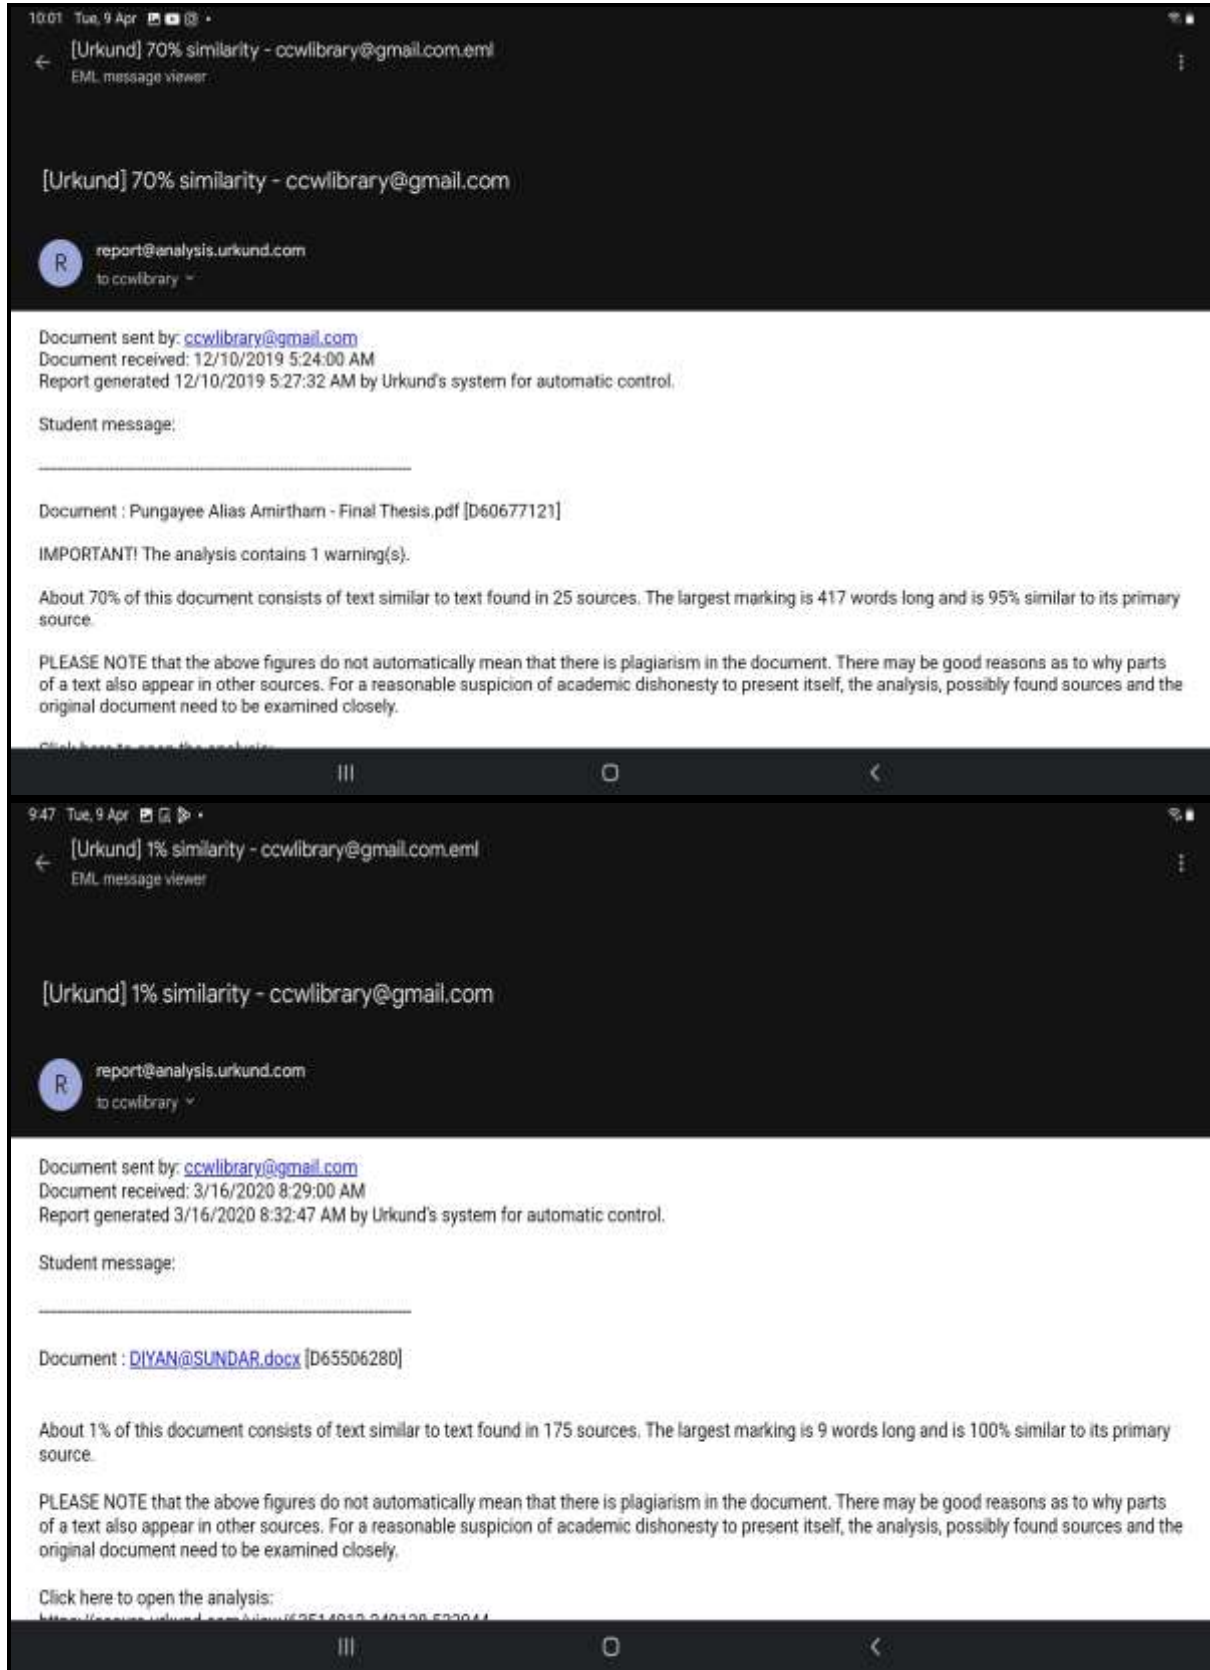 10:01 Tue, 9 Apr
[Urkund] 70% similarity - ccwlibrary@gmail.com.eml
EML message viewer
[Urkund] 70% similarity - ccwlibrary@gmail.com
R
report@analysis.urkund.com
to ccwlibrary
Document sent by: ccwlibrary@gmail.com
Document received: 12/10/2019 5:24:00 AM
Report generated 12/10/2019 5:27:32 AM by Urkund's system for automatic control.
Student message:
Document : Pungayee Alias Amirtham - Final Thesis.pdf [D60677121]
IMPORTANT! The analysis contains 1 warning(s).
About 70% of this document consists of text similar to text found in 25 sources. The largest marking is 417 words long and is 95% similar to its primary
source.
PLEASE NOTE that the above figures do not automatically mean that there is plagiarism in the document. There may be good reasons as to why parts
of a text also appear in other sources. For a reasonable suspicion of academic dishonesty to present itself, the analysis, possibly found sources and the
original document need to be examined closely.
Click here to open the analysis:
9:47 Tue, 9 Apr
[Urkund] 1% similarity - ccwlibrary@gmail.com.eml
EML message viewer
[Urkund] 1% similarity - ccwlibrary@gmail.com
R
report@analysis.urkund.com
to ccwlibrary
Document sent by: ccwlibrary@gmail.com
Document received: 3/16/2020 8:29:00 AM
Report generated 3/16/2020 8:32:47 AM by Urkund's system for automatic control.
Student message:
Document : DIYAN@SUNDAR.docx [D65506280]
About 1% of this document consists of text similar to text found in 175 sources. The largest marking is 9 words long and is 100% similar to its primary
source.
PLEASE NOTE that the above figures do not automatically mean that there is plagiarism in the document. There may be good reasons as to why parts
of a text also appear in other sources. For a reasonable suspicion of academic dishonesty to present itself, the analysis, possibly found sources and the
original document need to be examined closely.
Click here to open the analysis: